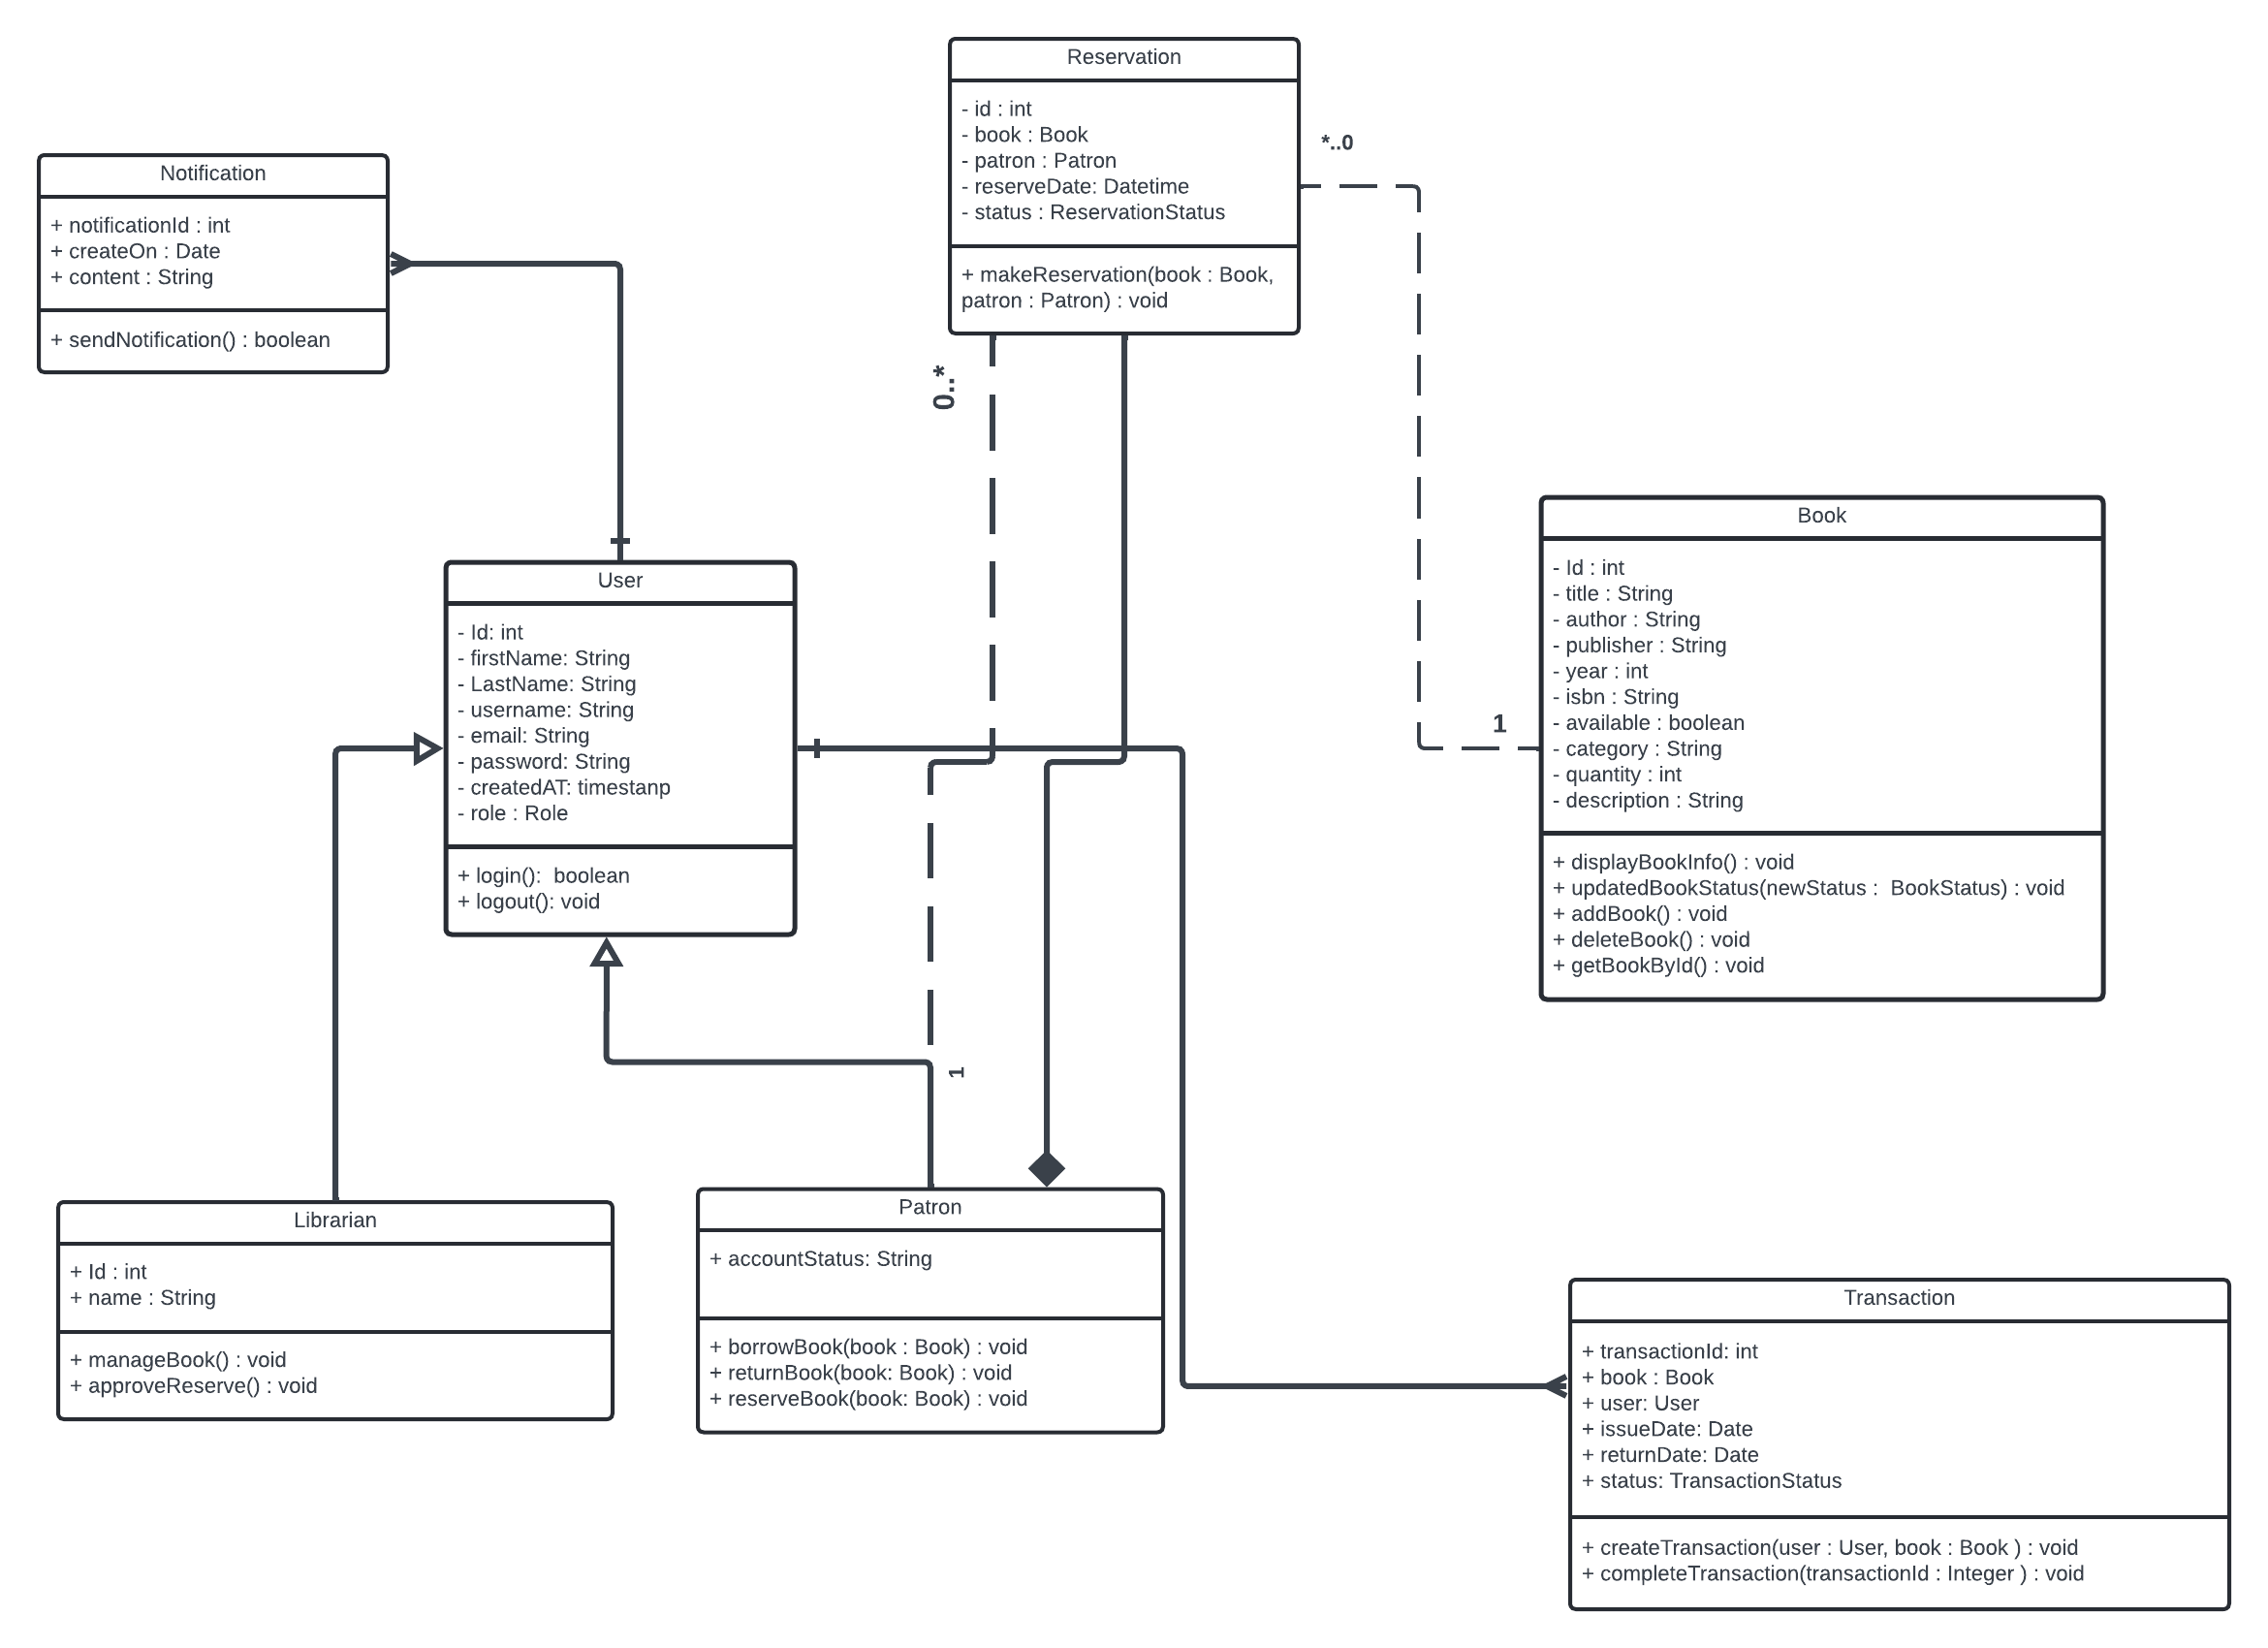 Reservation
- id : int
- book : Book
- patron : Patron
- reserveDate: Datetime
- status : ReservationStatus
+ makeReservation(book : Book,
patron : Patron) : void
*..0
0..*
Notification
+ notificationId : int
+ createOn : Date
+ content : String
+ sendNotification() : boolean
User
- Id: int
- firstName: String
- LastName: String
- username: String
- email: String
- password: String
- createdAT: timestanp
- role : Role
+ login():  boolean
+ logout(): void
Book
- Id : int
- title : String
- author : String
- publisher : String
- year : int
- isbn : String
- available : boolean
- category : String
- quantity : int
- description : String
+ displayBookInfo() : void
+ updatedBookStatus(newStatus :  BookStatus) : void
+ addBook() : void
+ deleteBook() : void
+ getBookById() : void
1
1
Librarian
+ Id : int
+ name : String
+ manageBook() : void
+ approveReserve() : void
Patron
+ accountStatus: String
+ borrowBook(book : Book) : void
+ returnBook(book: Book) : void
+ reserveBook(book: Book) : void
Transaction
+ transactionId: int
+ book : Book
+ user: User
+ issueDate: Date
+ returnDate: Date
+ status: TransactionStatus
+ createTransaction(user : User, book : Book ) : void
+ completeTransaction(transactionId : Integer ) : void